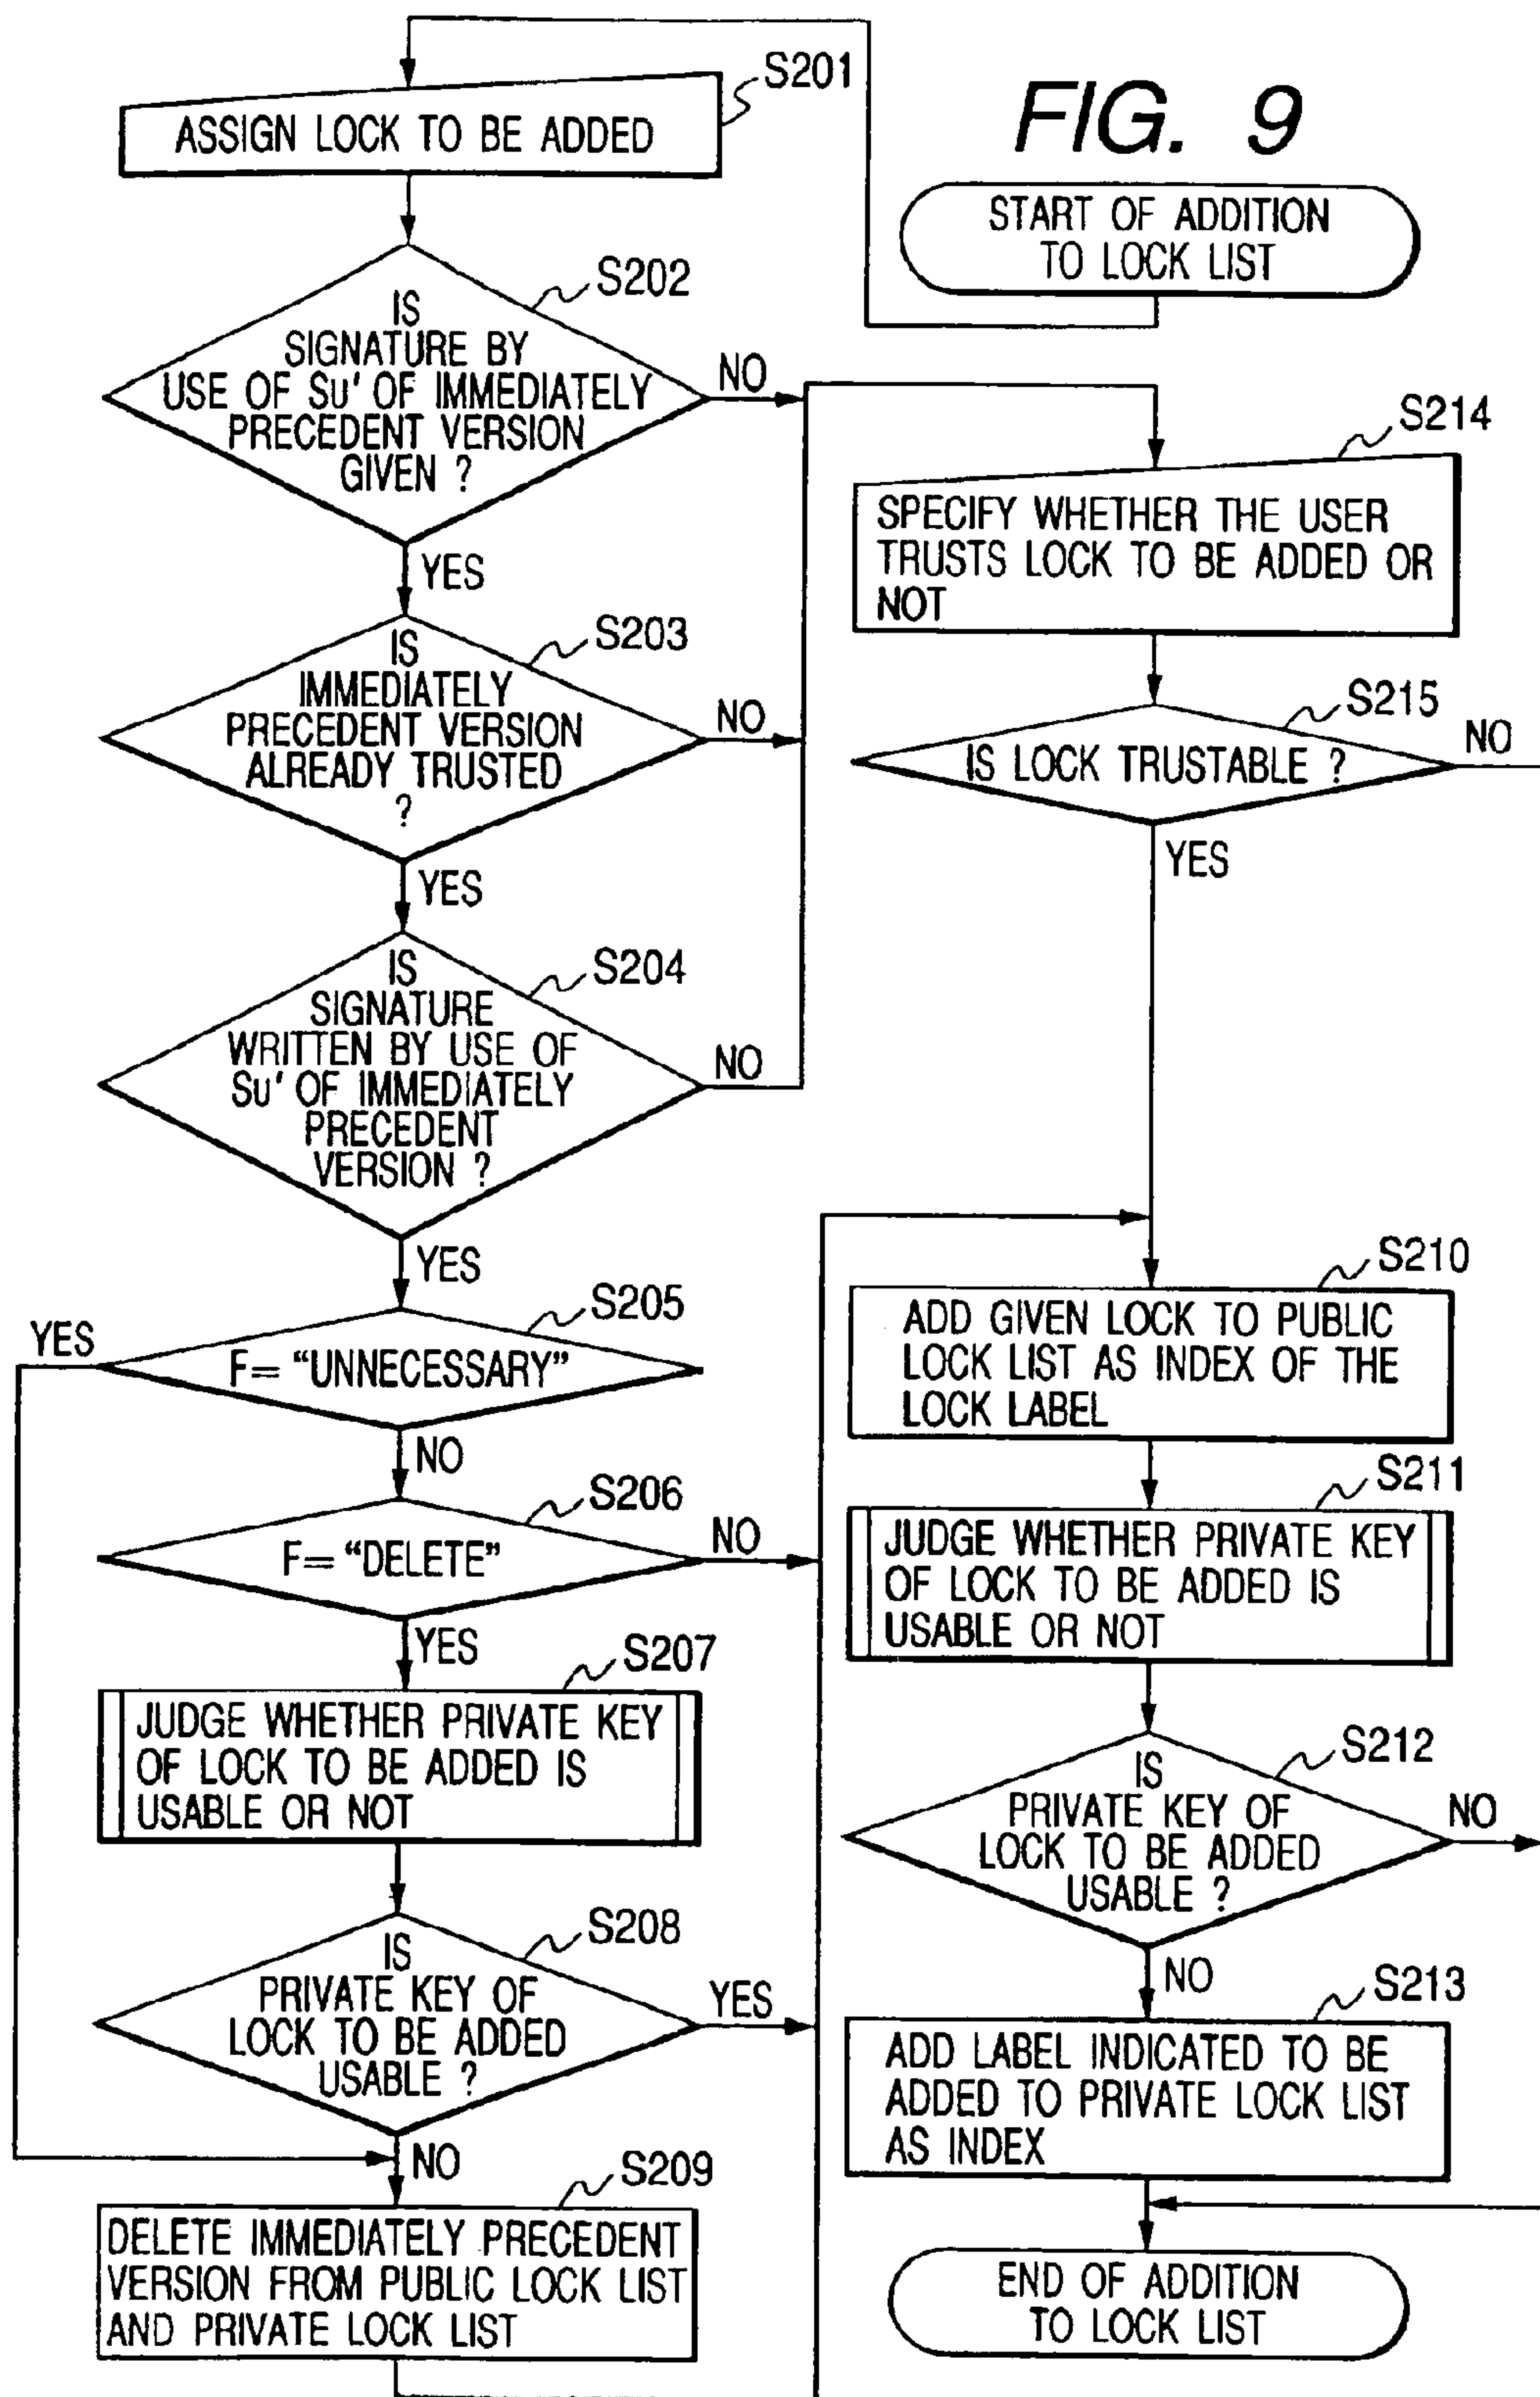 FIG. 9
START OF ADDITION
TO LOCK LIST
S201
ASSIGN LOCK TO BE ADDED
S202
IS
SIGNATURE BY
USE OF Su' OF IMMEDIATELY
PRECEDENT VERSION
GIVEN ?
NO
YES
S203
IS
IMMEDIATELY
PRECEDENT VERSION
ALREADY TRUSTED
?
NO
YES
S204
IS
SIGNATURE
WRITTEN BY USE OF
Su' OF IMMEDIATELY
PRECEDENT
VERSION ?
NO
YES
S205
YES
F= “UNNECESSARY”
NO
S206
F= “DELETE”
NO
YES
S207
JUDGE WHETHER PRIVATE KEY
OF LOCK TO BE ADDED IS
USABLE OR NOT
S208
IS
PRIVATE KEY OF
LOCK TO BE ADDED
USABLE ?
YES
NO
S209
DELETE IMMEDIATELY PRECEDENT
VERSION FROM PUBLIC LOCK LIST
AND PRIVATE LOCK LIST
S214
SPECIFY WHETHER THE USER
TRUSTS LOCK TO BE ADDED OR
NOT
S215
IS LOCK TRUSTABLE ?
NO
YES
S210
ADD GIVEN LOCK TO PUBLIC
LOCK LIST AS INDEX OF THE
LOCK LABEL
S211
JUDGE WHETHER PRIVATE KEY
OF LOCK TO BE ADDED IS
USABLE OR NOT
S212
IS
PRIVATE KEY OF
LOCK TO BE ADDED
USABLE ?
NO
NO
S213
ADD LABEL INDICATED TO BE
ADDED TO PRIVATE LOCK LIST
AS INDEX
END OF ADDITION
TO LOCK LIST